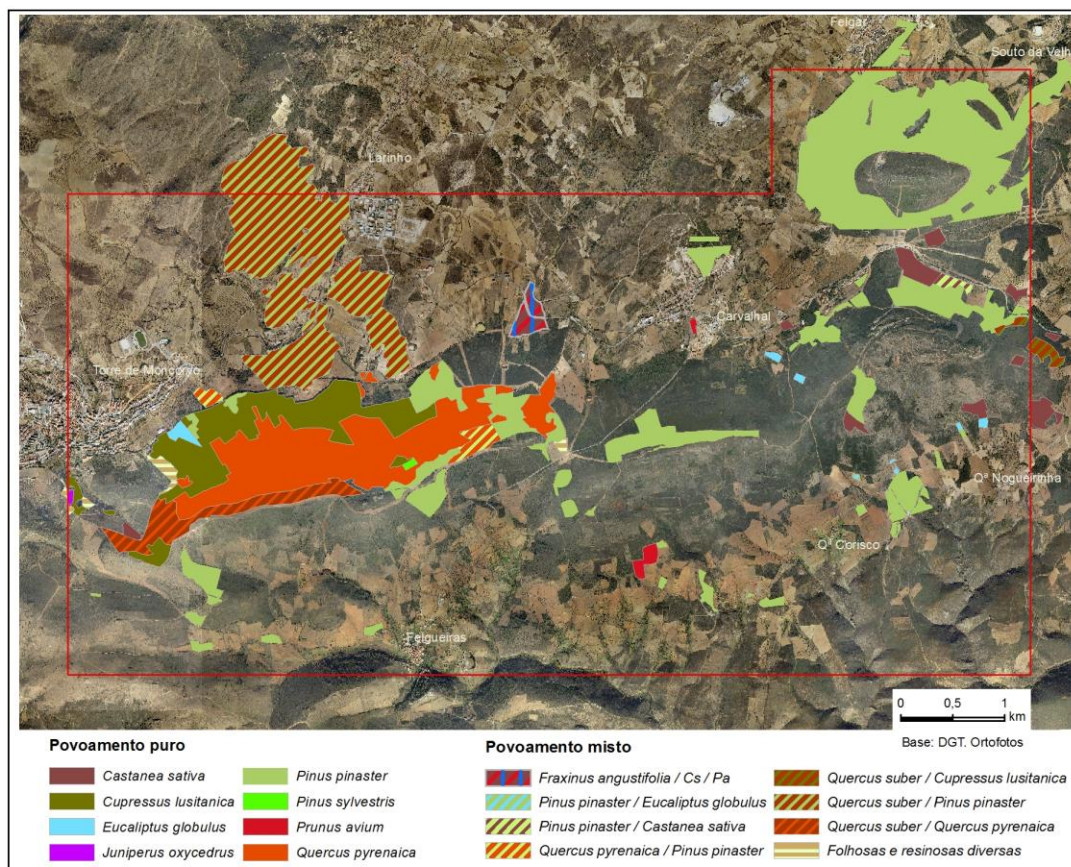 Felgar
Souto da Velh
Larinho
Carvalhal
Torre de Moncorvo
Qª Nogueirinha
Qª Corisco
Felgueiras
0 0,5 1
km
Base: DGT. Ortofotos
Povoamento puro
Castanea sativa
Cupressus lusitanica
Eucaliptus globulus
Juniperus oxycedrus
Pinus pinaster
Pinus sylvestris
Prunus avium
Quercus pyrenaica
Povoamento misto
Fraxinus angustifolia / Cs / Pa
Pinus pinaster / Eucaliptus globulus
Pinus pinaster / Castanea sativa
Quercus pyrenaica / Pinus pinaster
Quercus suber / Cupressus lusitanica
Quercus suber / Pinus pinaster
Quercus suber / Quercus pyrenaica
Folhosas e resinosas diversas